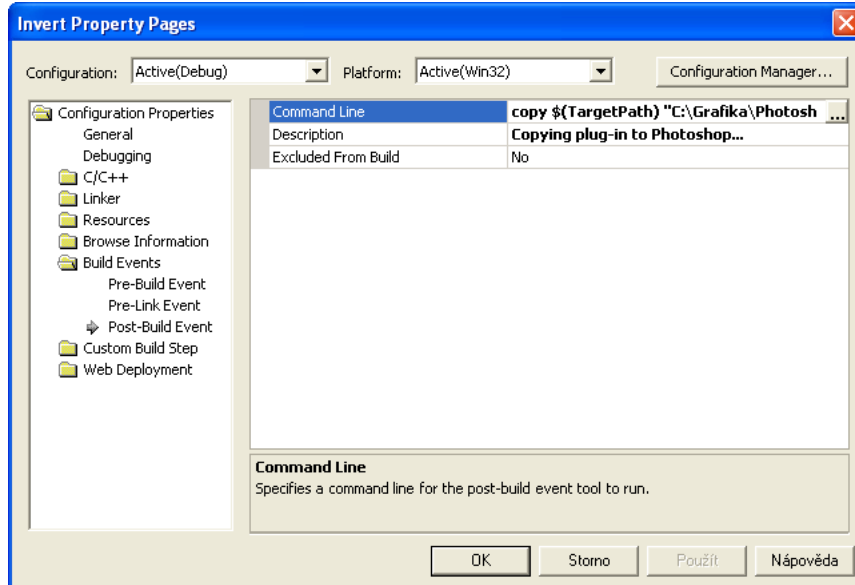 Invert Property Pages
Configuration: Active(Debug) Platform: Active(Win32) Configuration Manager...
Configuration Properties
General
Debugging
C/C++
Linker
Resources
Browse Information
Build Events
Pre-Build Event
Pre-Link Event
Post-Build Event
Custom Build Step
Web Deployment
Command Line copy $(TargetPath) "C:\Grafika\Photosh ...
Description Copying plug-in to Photoshop...
Excluded From Build No
Command Line
Specifies a command line for the post-build event tool to run.
OK Storno Použít Nápověda